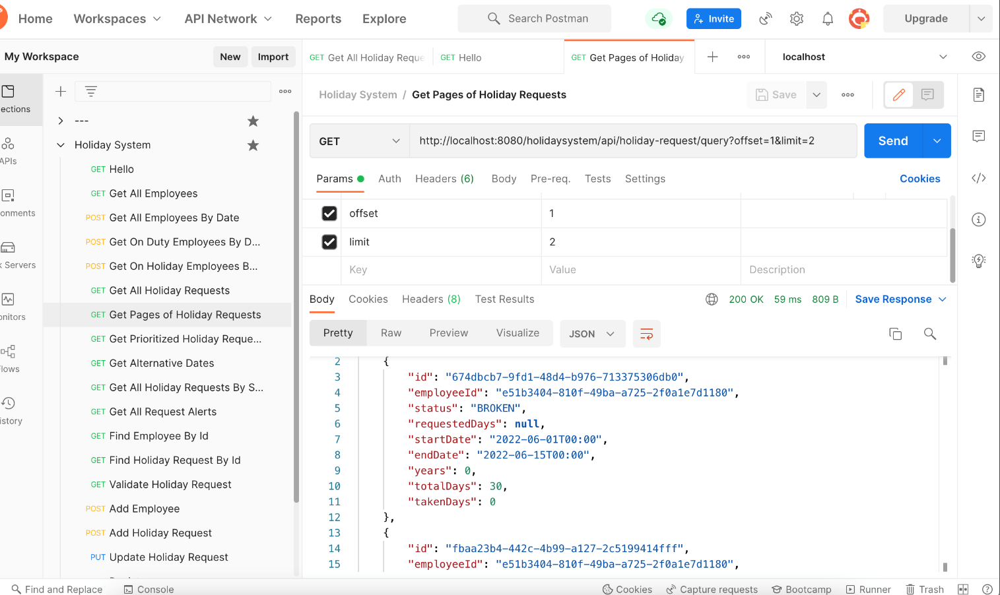 Home
Workspaces
API Network
Reports
Explore
Search Postman
Invite
Upgrade
My Workspace
New
Import
GET Get All Holiday Reque
GET Hello
GET Get Pages of Holiday
localhost
ections
APIs
onments
k Servers
onitors
lows
istory
---
Holiday System
GET Hello
GET Get All Employees
POST Get All Employees By Date
POST Get On Duty Employees By D...
POST Get On Holiday Employees B...
GET Get All Holiday Requests
GET Get Pages of Holiday Requests
GET Get Prioritized Holiday Reque...
GET Get Alternative Dates
GET Get All Holiday Requests By S...
GET Get All Request Alerts
GET Find Employee By Id
GET Find Holiday Request By Id
GET Validate Holiday Request
POST Add Employee
POST Add Holiday Request
PUT Update Holiday Request
Holiday System / Get Pages of Holiday Requests
Save
GET
http://localhost:8080/holidaysystem/api/holiday-request/query?offset=1&limit=2
Send
Params Auth Headers (6) Body Pre-req. Tests Settings
Cookies
offset 1
limit 2
Key Value Description
Body Cookies Headers (8) Test Results
200 OK 59 ms 809 B Save Response
Pretty Raw Preview Visualize JSON
2 {
3 "id": "674dbcb7-9fd1-48d4-b976-713375306db0",
4 "employeeId": "e51b3404-810f-49ba-a725-2f0a1e7d1180",
5 "status": "BROKEN",
6 "requestedDays": null,
7 "startDate": "2022-06-01T00:00",
8 "endDate": "2022-06-15T00:00",
9 "years": 0,
10 "totalDays": 30,
11 "takenDays": 0
12 },
13 {
14 "id": "fbaa23b4-442c-4b99-a127-2c5199414fff",
15 "employeeId": "e51b3404-810f-49ba-a725-2f0a1e7d1180",
Find and Replace
Console
Cookies
Capture requests
Bootcamp
Runner
Trash